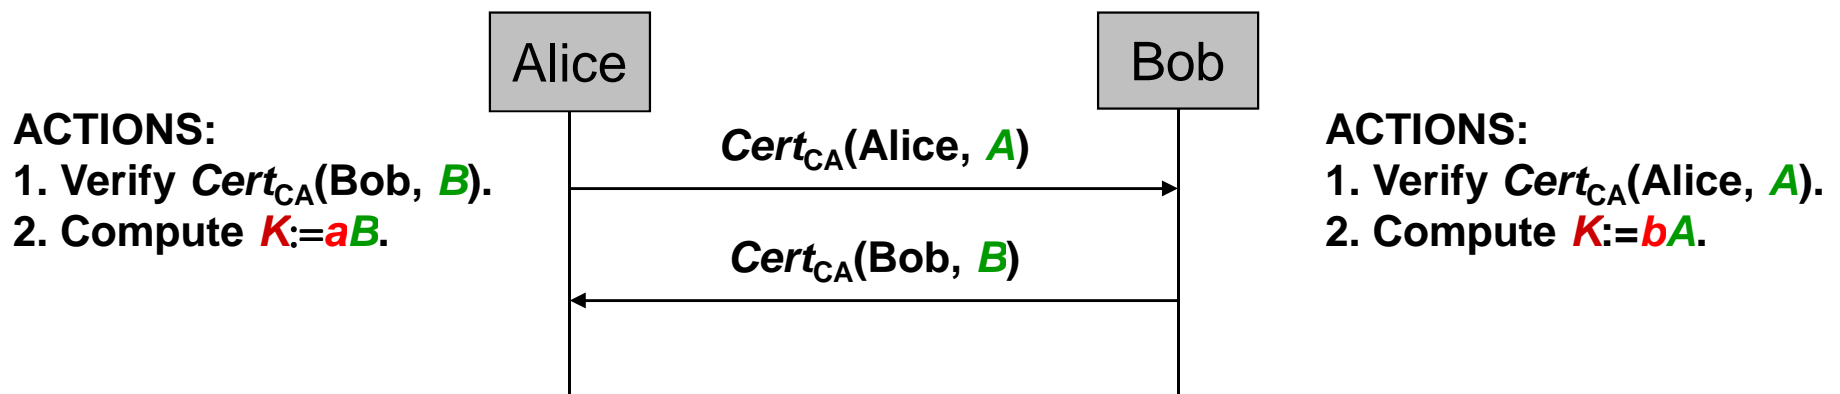 Alice
Bob
ACTIONS:
1. Verify CertCA(Bob, B).
2. Compute K:=aB.
CertCA(Alice, A)
CertCA(Bob, B)
ACTIONS:
1. Verify CertCA(Alice, A).
2. Compute K:=bA.